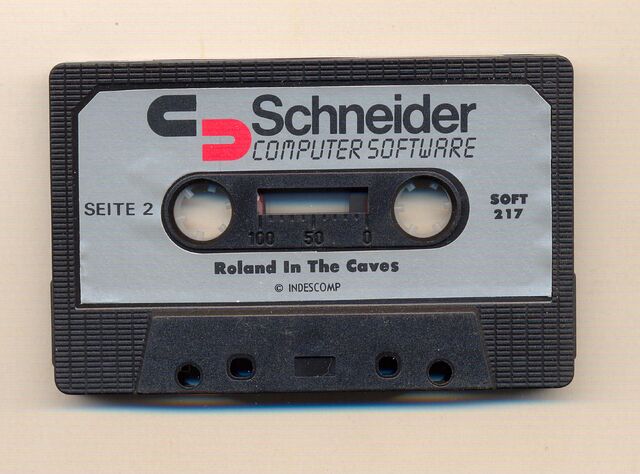 Schneider
COMPUTER SOFTWARE
SEITE 2
SOFT
217
100 50 0
Roland In The Caves
© INDESCOMP